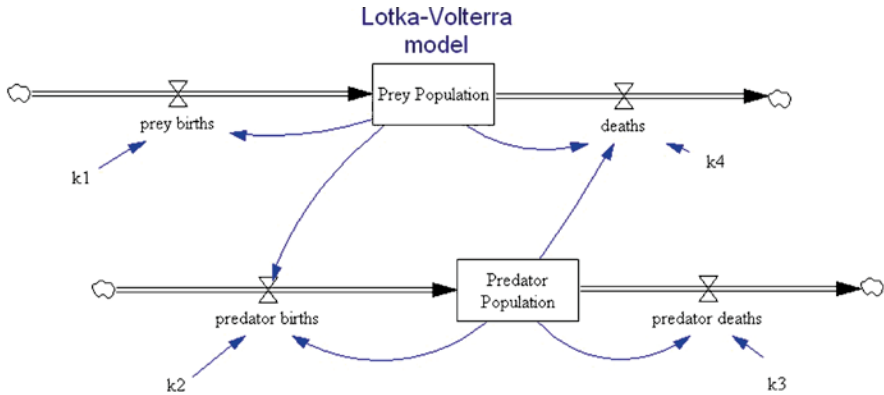 Lotka-Volterra
model
Prey Population
prey births
deaths
k1
k4
Predator
Population
predator births
predator deaths
k2
k3